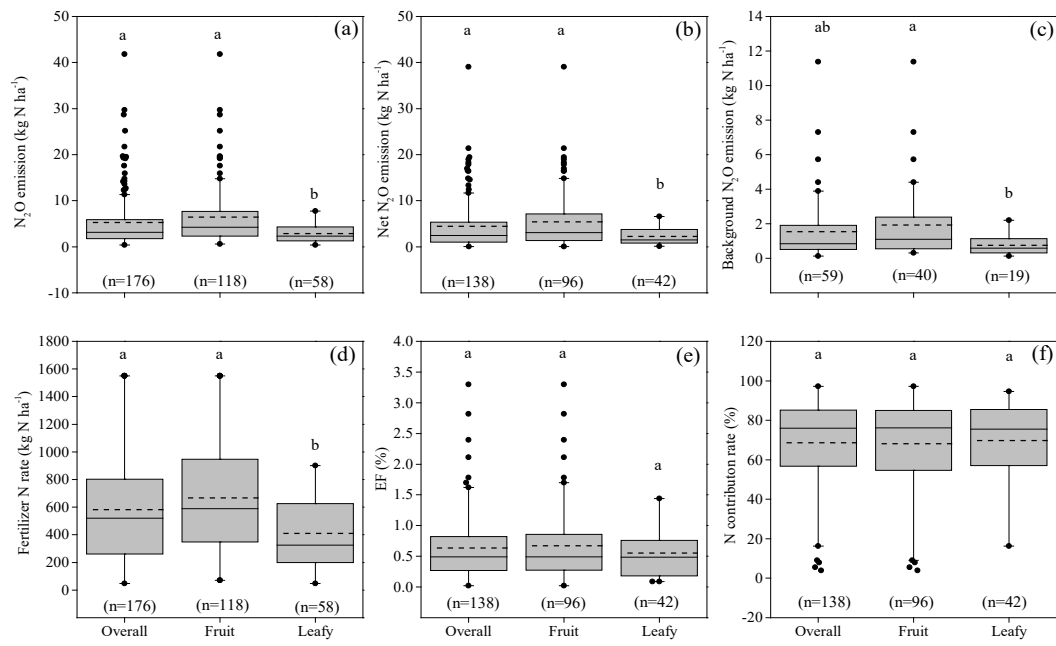 (a)
50
40
30
20
10
0
-10
N₂O emission (kg N ha⁻¹)
a
a
b
(n=176)
(n=118)
(n=58)
(b)
50
40
30
20
10
0
-10
Net N₂O emission (kg N ha⁻¹)
a
a
b
(n=138)
(n=96)
(n=42)
(c)
14
12
10
8
6
4
2
0
-2
Background N₂O emission (kg N ha⁻¹)
ab
a
b
(n=59)
(n=40)
(n=19)
(d)
1800
1600
1400
1200
1000
800
600
400
200
0
Fertilizer N rate (kg N ha⁻¹)
a
a
b
(n=176)
(n=118)
(n=58)
Overall
Fruit
Leafy
(e)
4.0
3.5
3.0
2.5
2.0
1.5
1.0
0.5
0.0
EF (%)
a
a
a
(n=138)
(n=96)
(n=42)
Overall
Fruit
Leafy
(f)
120
100
80
60
40
20
0
-20
N contributon rate (%)
a
a
a
(n=138)
(n=96)
(n=42)
Overall
Fruit
Leafy